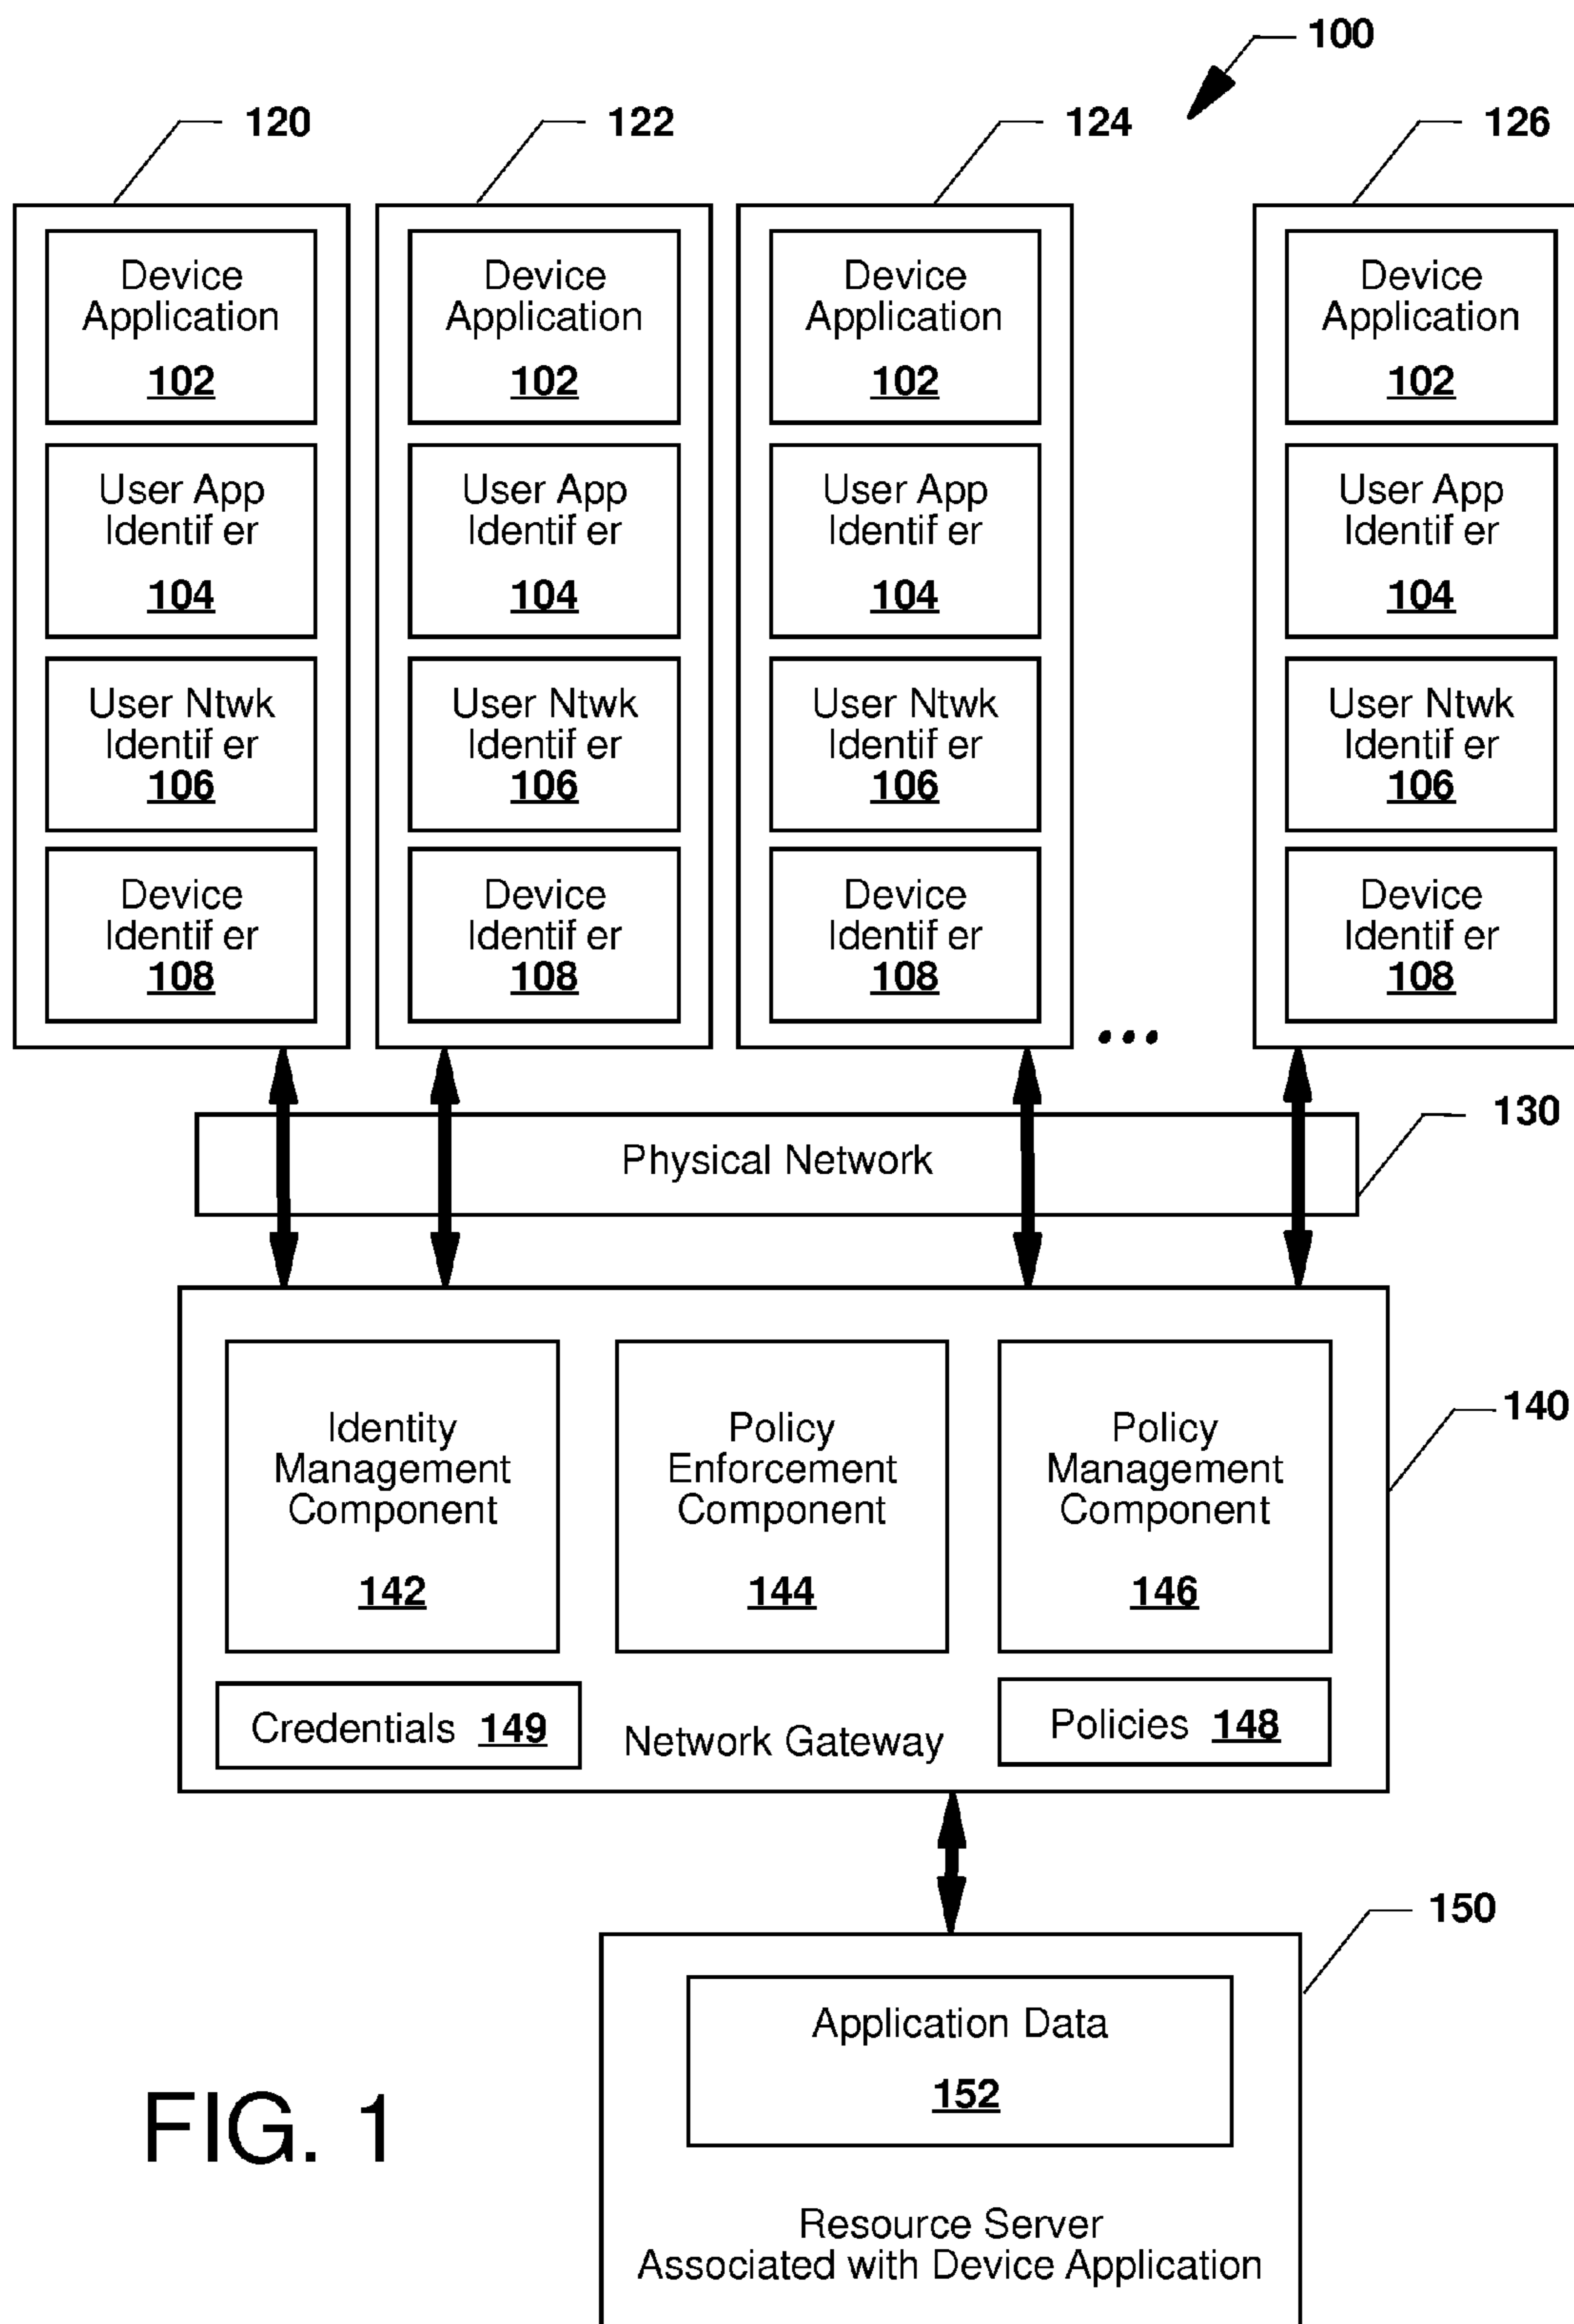 100
120
122
124
126
Device
Application
102
Device
Application
102
Device
Application
102
Device
Application
102
User App
Identif er
104
User App
Identif er
104
User App
Identif er
104
User App
Identif er
104
User Ntwk
Identif er
106
User Ntwk
Identif er
106
User Ntwk
Identif er
106
User Ntwk
Identif er
106
Device
Identif er
108
Device
Identif er
108
Device
Identif er
108
Device
Identif er
108
...
130
Physical Network
140
Identity
Management
Component
142
Policy
Enforcement
Component
144
Policy
Management
Component
146
Credentials 149
Network Gateway
Policies 148
150
Application Data
152
Resource Server
Associated with Device Application
FIG. 1